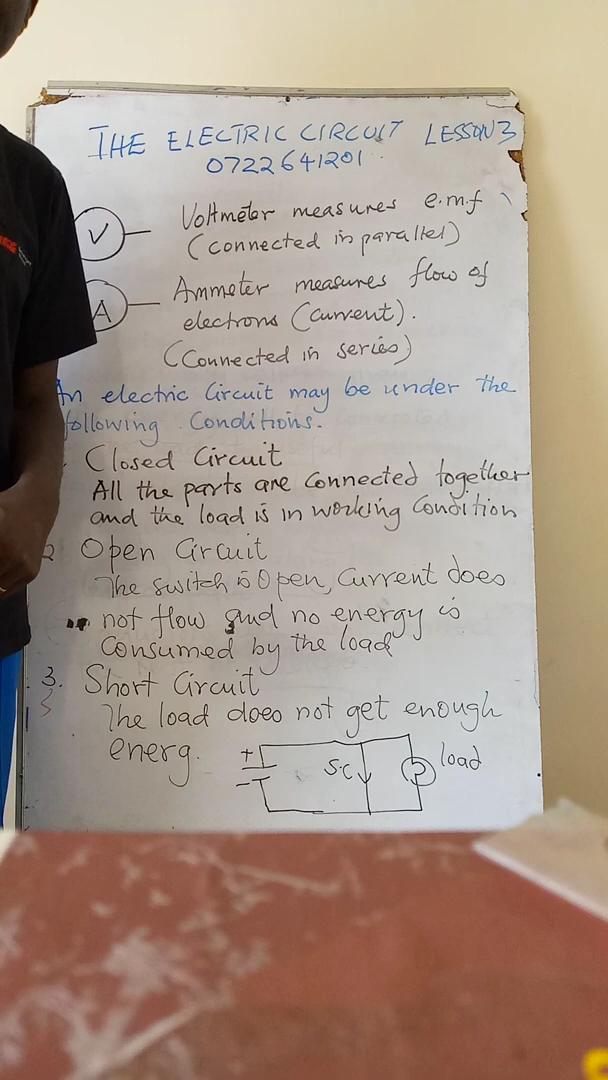 THE ELECTRIC CIRCUIT LESSON 3
0722641201
V
Voltmeter measures e.m.f
(connected in parallel)
A
Ammeter measures flow of
electrons (current).
(Connected in series)
An electric Circuit may be under the
following Conditions.
Closed Circuit
All the parts are connected together
and the load is in working Condition
2 Open Circuit
The switch is Open, Current does
not flow and no energy is
Consumed by the load
3. Short Circuit
The load does not get enough
energ.
+
-
S.C
load